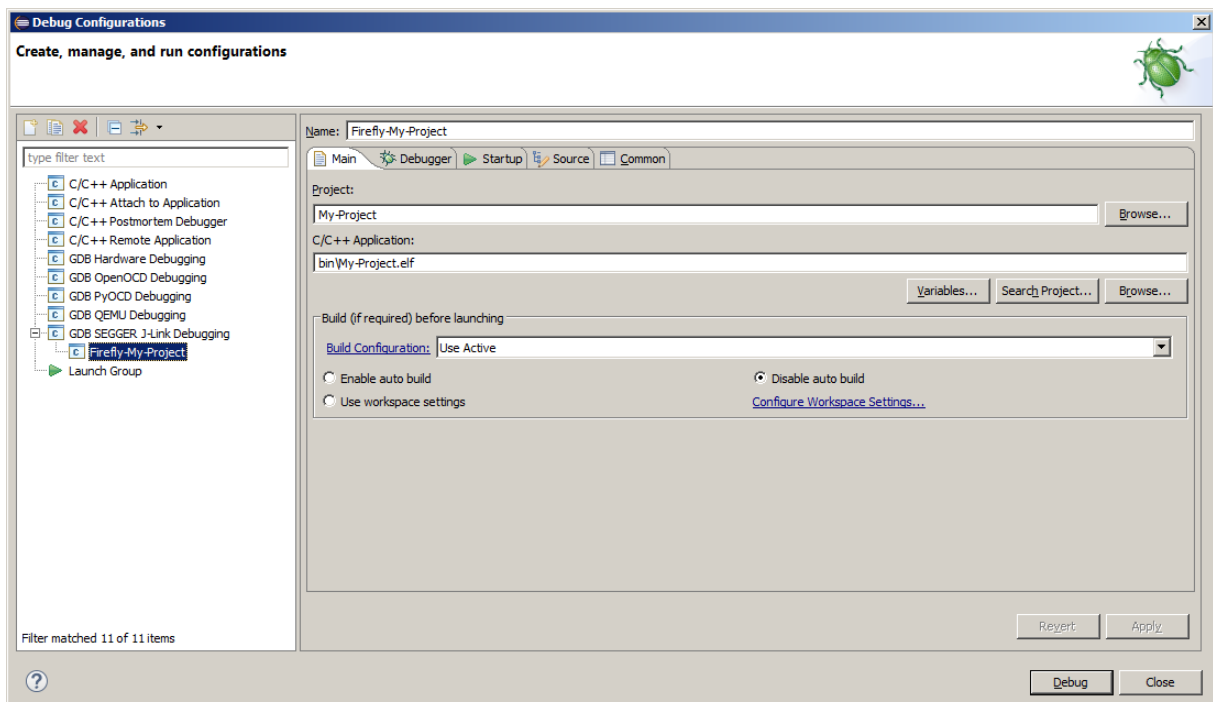 Debug Configurations
Create, manage, and run configurations
type filter text
C/C++ Application
C/C++ Attach to Application
C/C++ Postmortem Debugger
C/C++ Remote Application
GDB Hardware Debugging
GDB OpenOCD Debugging
GDB PyOCD Debugging
GDB QEMU Debugging
GDB SEGGER J-Link Debugging
Firefly-My-Project
Launch Group
Filter matched 11 of 11 items
Name: Firefly-My-Project
Main Debugger Startup Source Common
Project:
My-Project Browse...
C/C++ Application:
bin\My-Project.elf
Variables... Search Project... Browse...
Build (if required) before launching
Build Configuration: Use Active
Enable auto build Disable auto build
Use workspace settings Configure Workspace Settings...
Revert Apply
? Debug Close